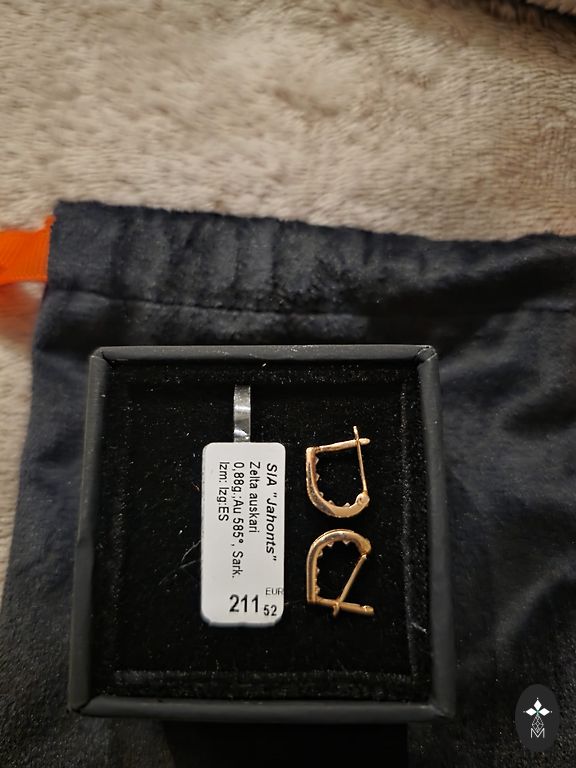 SIA "Jahonts"
Zelta auskari
0,88g.;Au 585°, Sark.
Izm: Izg:ES
EUR
211 52
M